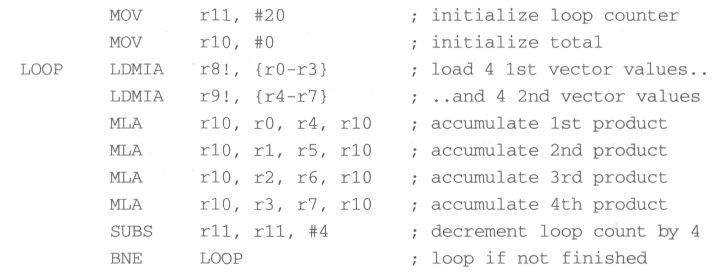 MOV r11, #20 ; initialize loop counter
MOV r10, #0 ; initialize total
LOOP LDMIA r8!, {r0-r3} ; load 4 1st vector values..
LDMIA r9!, {r4-r7} ; ..and 4 2nd vector values
MLA r10, r0, r4, r10 ; accumulate 1st product
MLA r10, r1, r5, r10 ; accumulate 2nd product
MLA r10, r2, r6, r10 ; accumulate 3rd product
MLA r10, r3, r7, r10 ; accumulate 4th product
SUBS r11, r11, #4 ; decrement loop count by 4
BNE LOOP ; loop if not finished